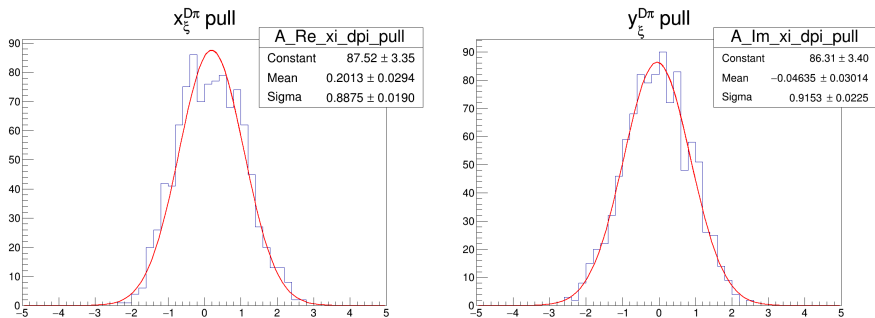 x_ξ^{Dπ} pull
A_Re_xi_dpi_pull
Constant 87.52 ± 3.35
Mean 0.2013 ± 0.0294
Sigma 0.8875 ± 0.0190
90
80
70
60
50
40
30
20
10
0
−5 −4 −3 −2 −1 0 1 2 3 4 5
y_ξ^{Dπ} pull
A_Im_xi_dpi_pull
Constant 86.31 ± 3.40
Mean −0.04635 ± 0.03014
Sigma 0.9153 ± 0.0225
90
80
70
60
50
40
30
20
10
0
−5 −4 −3 −2 −1 0 1 2 3 4 5